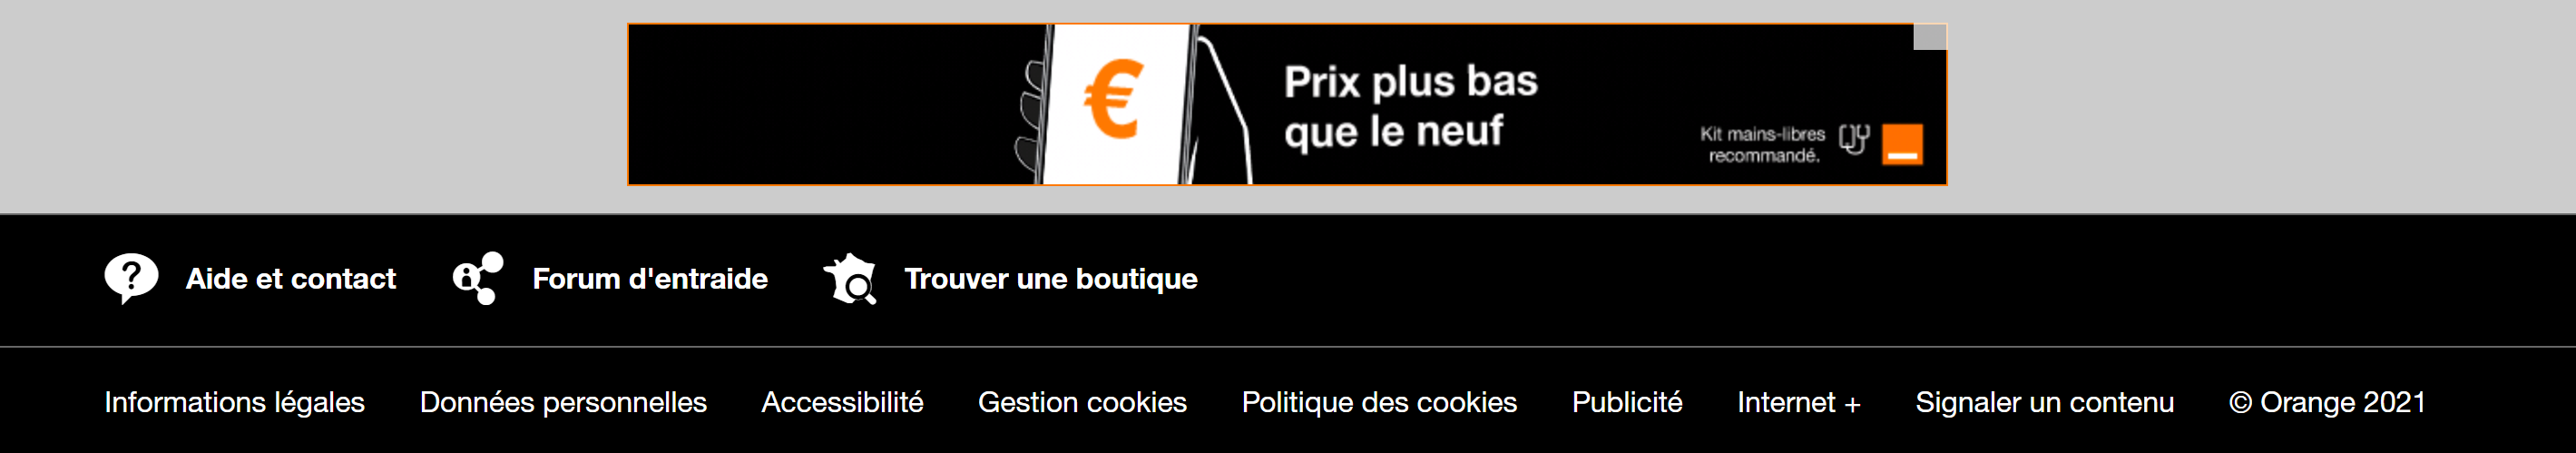 €
Prix plus bas
que le neuf
Kit mains-libres
recommandé.
Aide et contact Forum d'entraide Trouver une boutique
Informations légales Données personnelles Accessibilité Gestion cookies Politique des cookies Publicité Internet + Signaler un contenu © Orange 2021